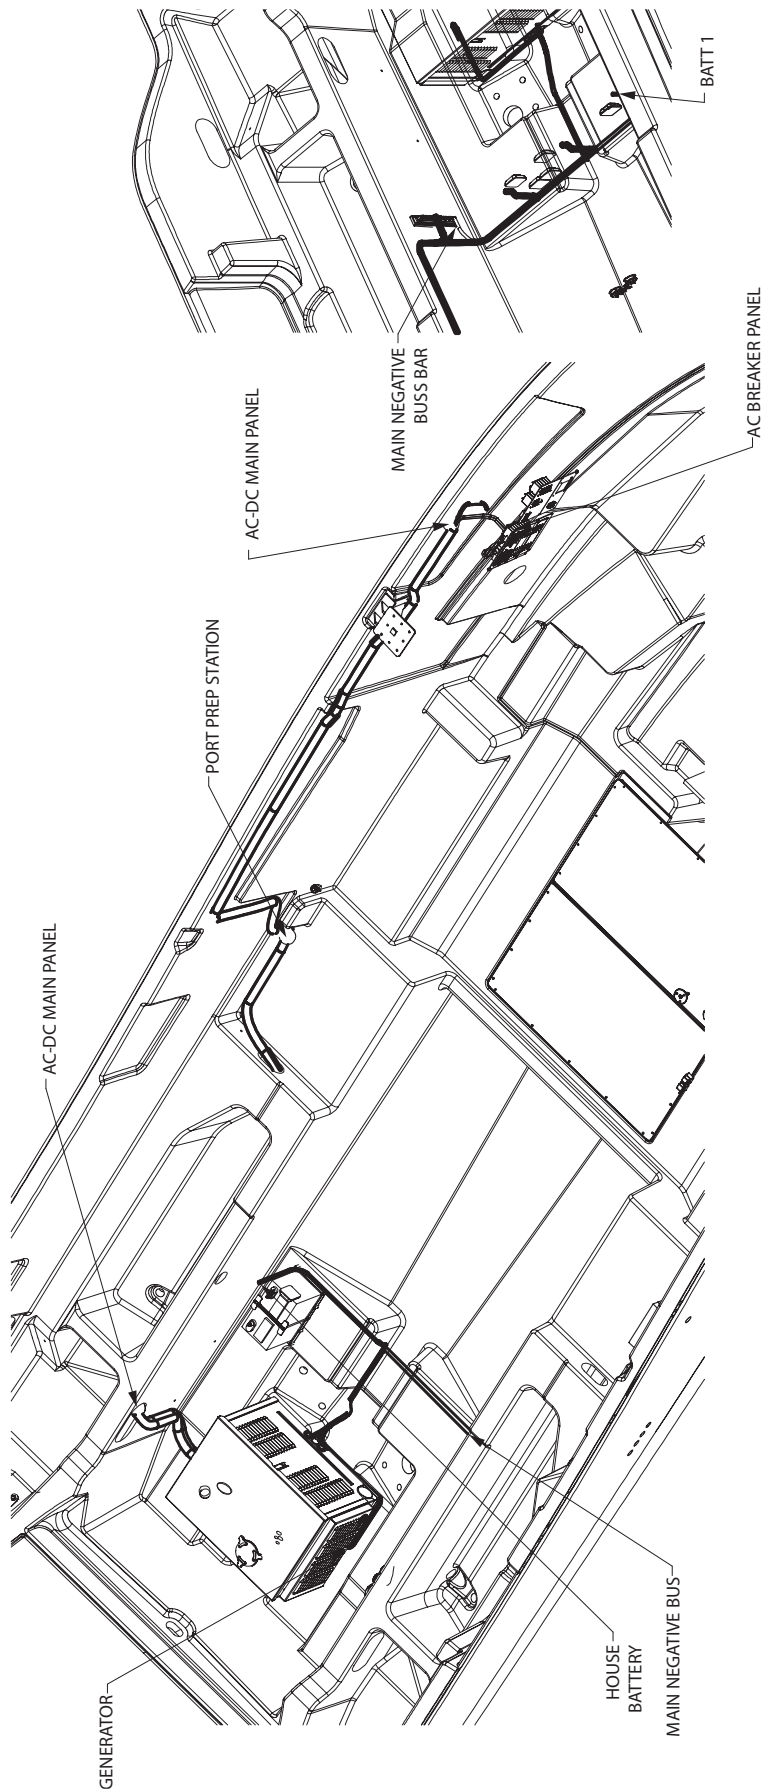 GENERATOR
AC-DC MAIN PANEL
PORT PREP STATION
AC-DC MAIN PANEL
MAIN NEGATIVE
BUSS BAR
HOUSE
BATTERY
MAIN NEGATIVE BUS
AC BREAKER PANEL
BATT 1